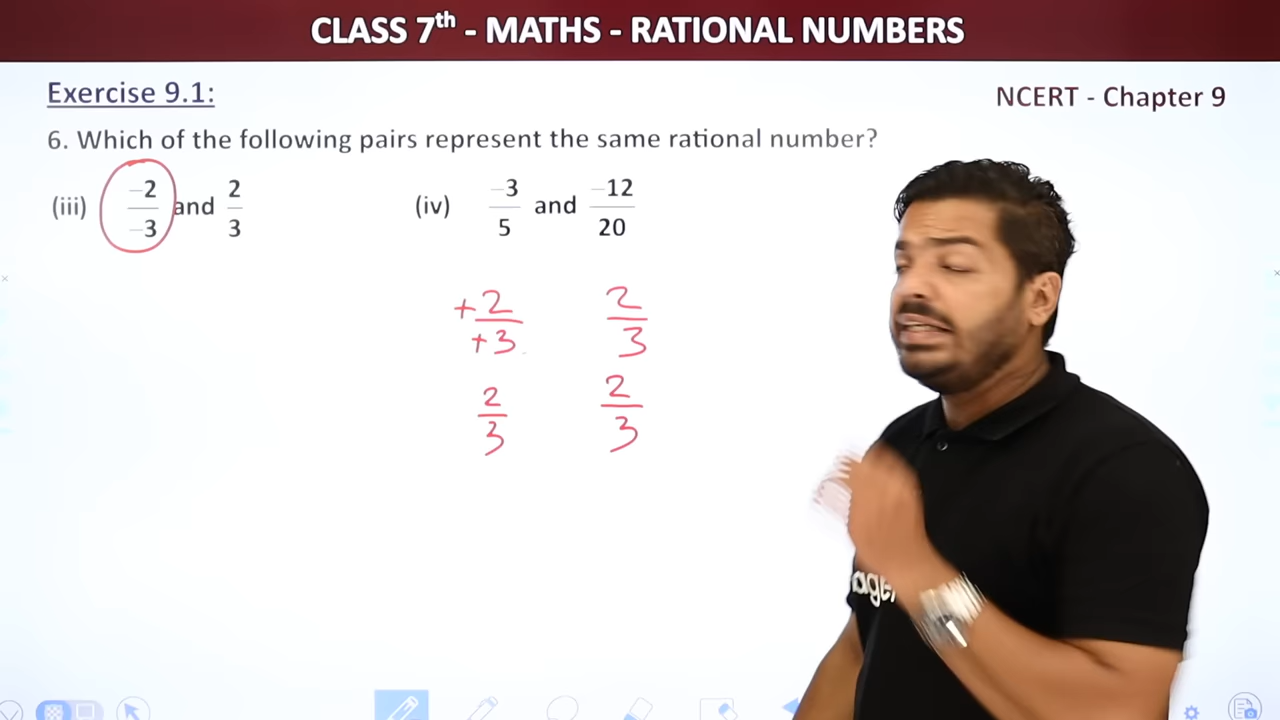 CLASS 7th - MATHS - RATIONAL NUMBERS
Exercise 9.1:
NCERT - Chapter 9
6. Which of the following pairs represent the same rational number?
(iii) -2/-3 and 2/3 (iv) -3/5 and -12/20
+2/+3 2/3
2/3 2/3